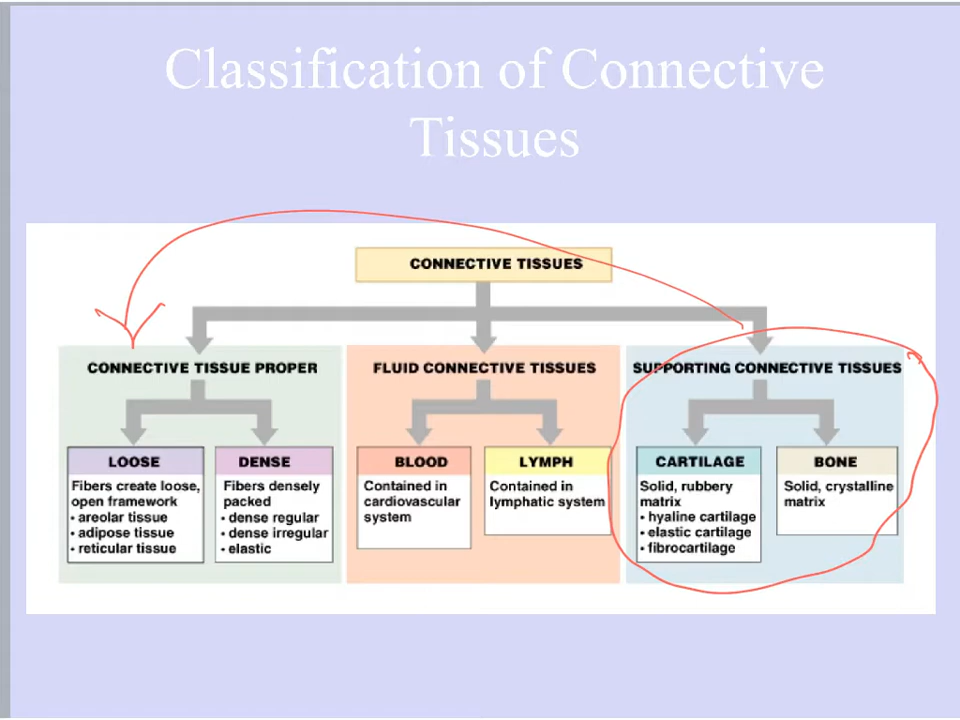 Classification of Connective
Tissues
CONNECTIVE TISSUES
CONNECTIVE TISSUE PROPER
FLUID CONNECTIVE TISSUES
SUPPORTING CONNECTIVE TISSUES
LOOSE
Fibers create loose,
open framework
• areolar tissue
• adipose tissue
• reticular tissue
DENSE
Fibers densely
packed
• dense regular
• dense irregular
• elastic
BLOOD
Contained in
cardiovascular
system
LYMPH
Contained in
lymphatic system
CARTILAGE
Solid, rubbery
matrix
• hyaline cartilage
• elastic cartilage
• fibrocartilage
BONE
Solid, crystalline
matrix